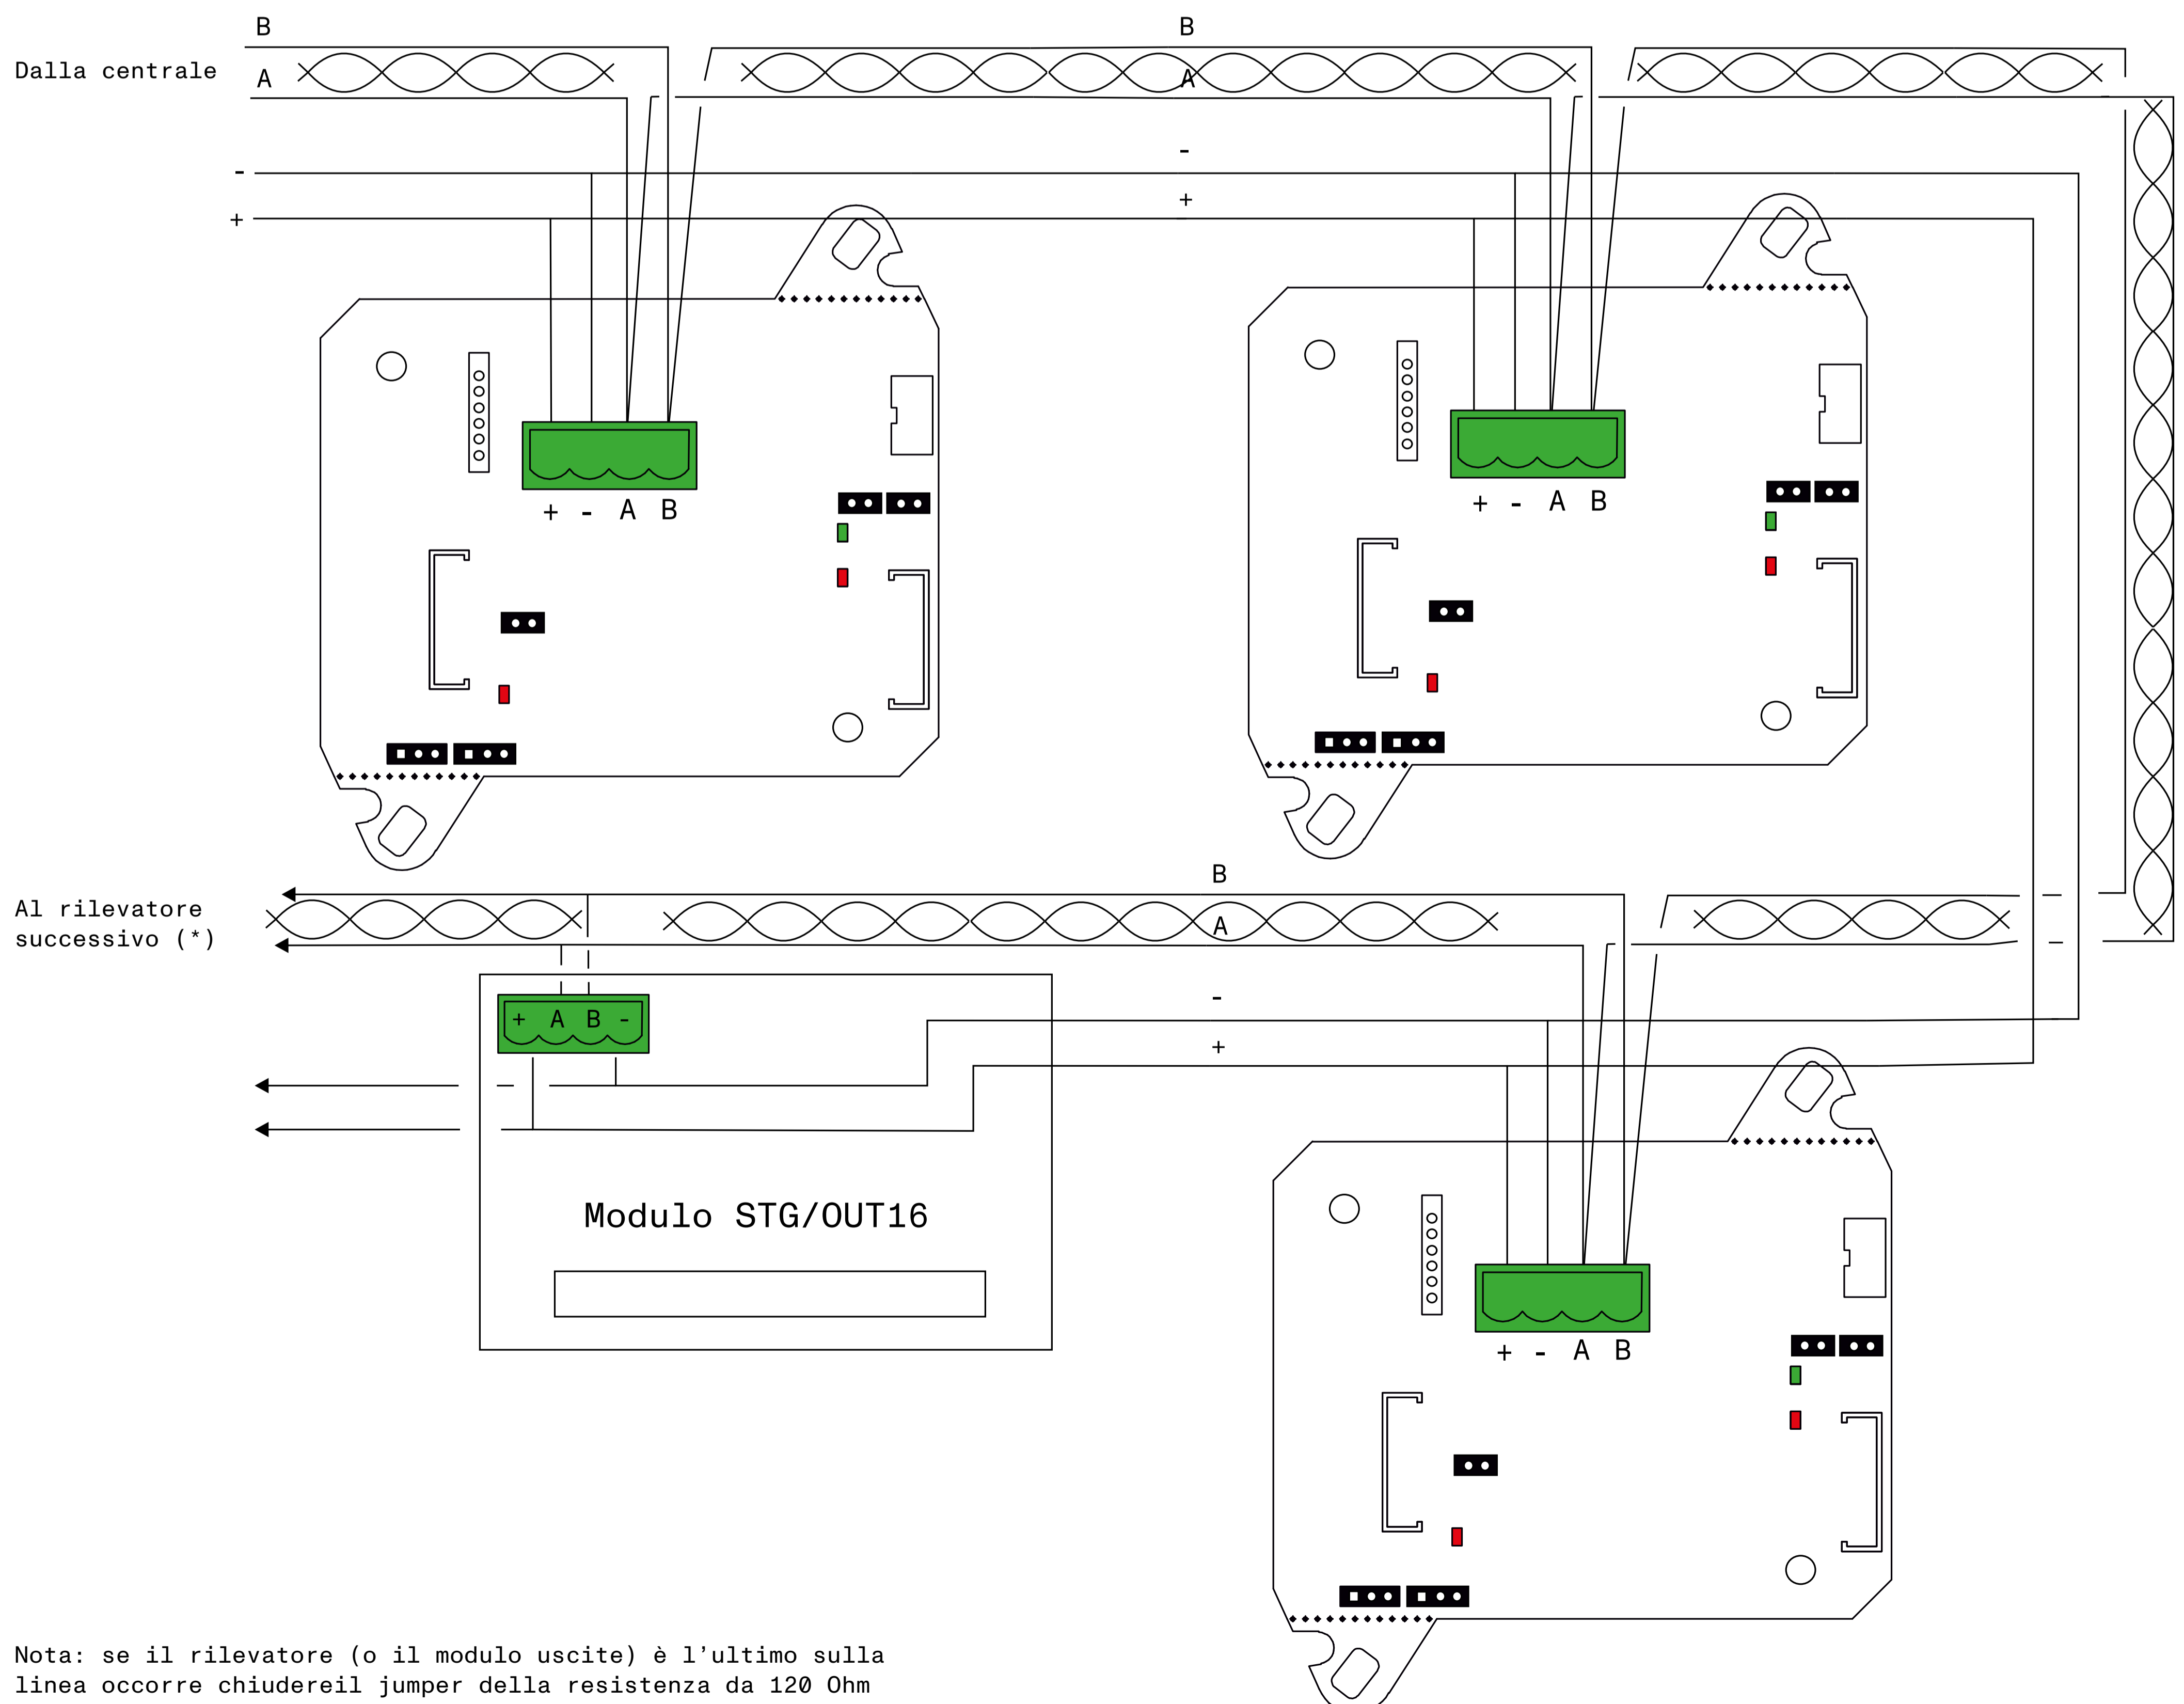 B
B
Dalla centrale
A
A
-
-
+
+
+ - A B
+ - A B
B
Al rilevatore
successivo (*)
A
-
+ A B -
+
Modulo STG/OUT16
+ - A B
Nota: se il rilevatore (o il modulo uscite) è l’ultimo sulla
linea occorre chiudereil jumper della resistenza da 120 Ohm